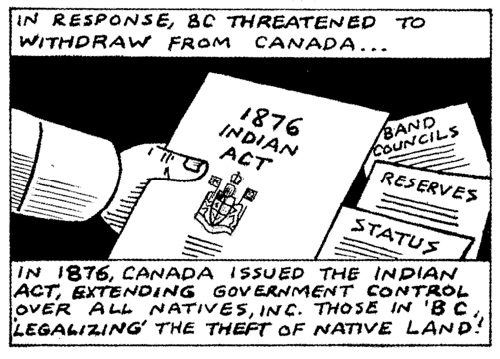 IN RESPONSE, BC THREATENED TO
WITHDRAW FROM CANADA...
1876
INDIAN
ACT
BAND
COUNCILS
RESERVES
STATUS
IN 1876, CANADA ISSUED THE INDIAN
ACT, EXTENDING GOVERNMENT CONTROL
OVER ALL NATIVES, INC. THOSE IN 'BC,'
'LEGALIZING' THE THEFT OF NATIVE LAND!